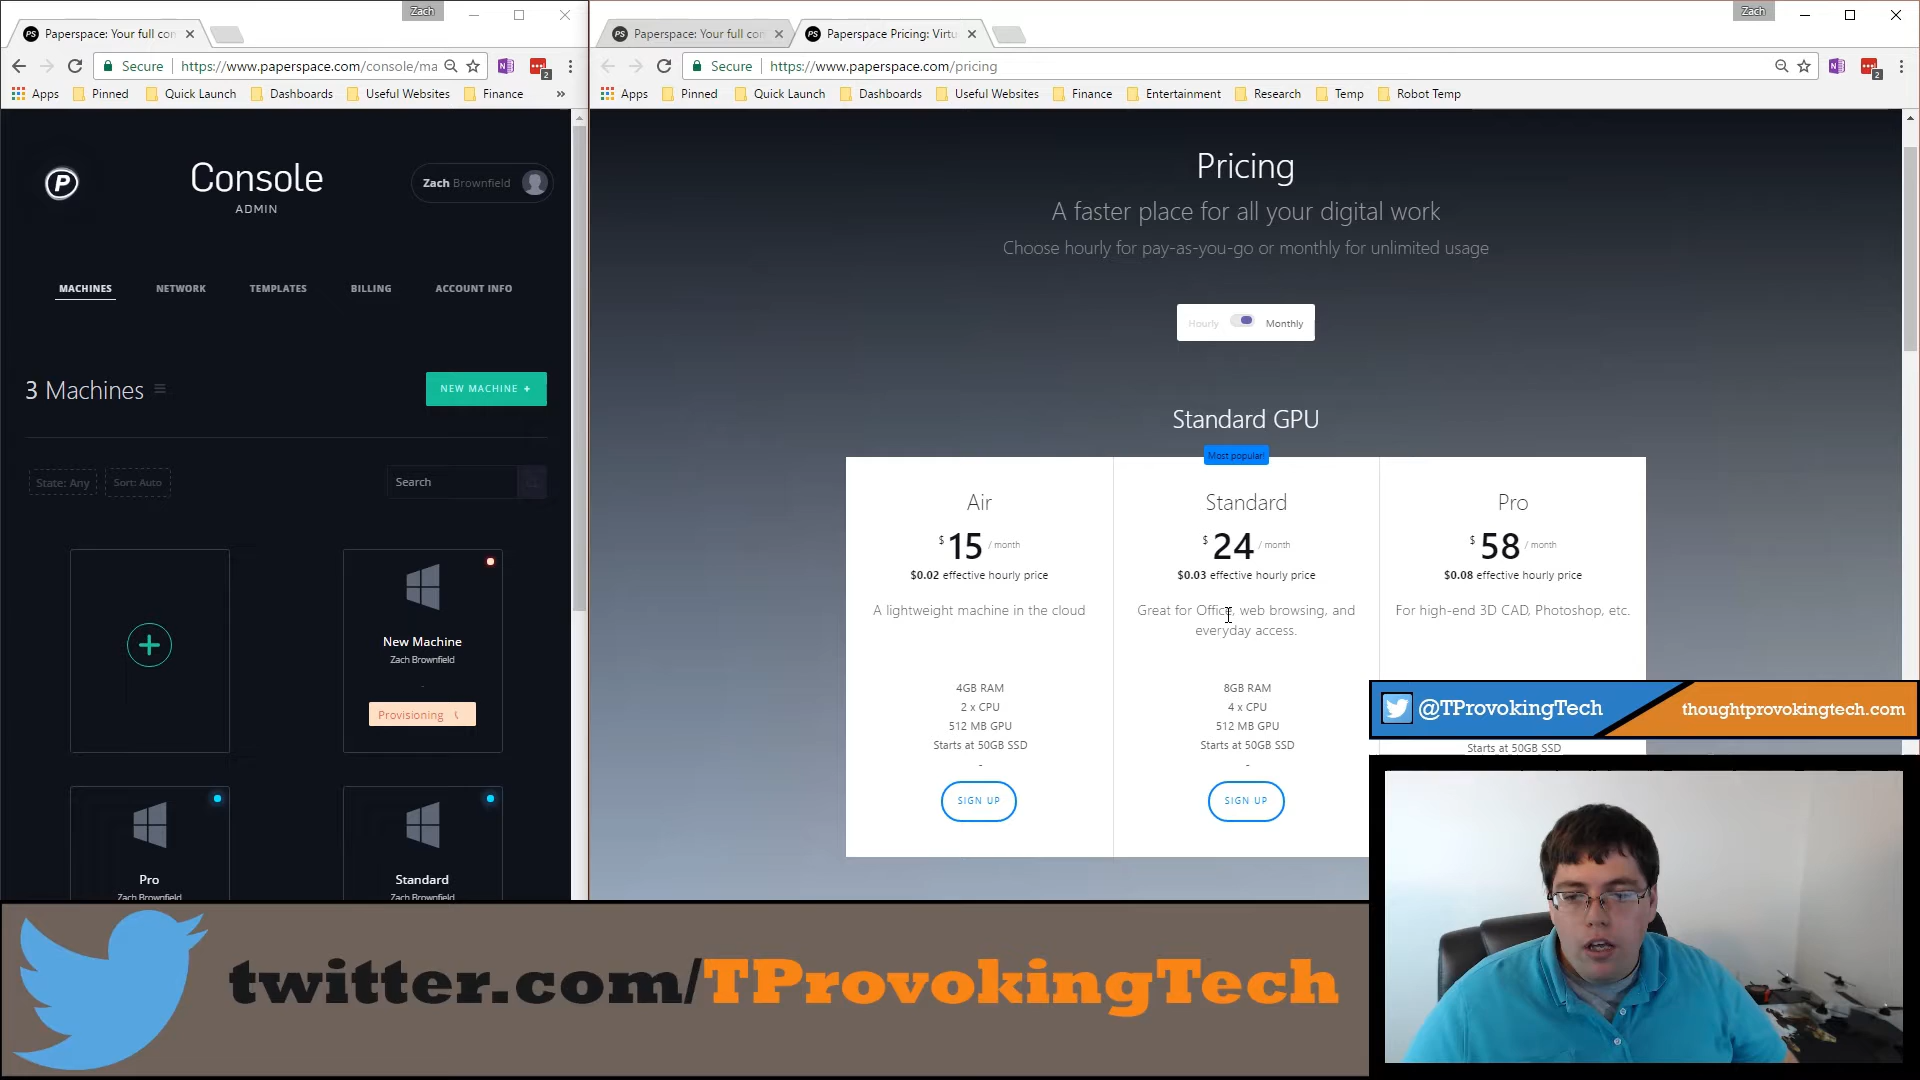 Zach
Paperspace: Your full con
Secure
https://www.paperspace.com/console/ma
2
Apps
Pinned
Quick Launch
Dashboards
Useful Websites
Finance
»
P
Console
ADMIN
Zach Brownfield
MACHINES
NETWORK
TEMPLATES
BILLING
ACCOUNT INFO
3 Machines
NEW MACHINE +
State: Any
Sort: Auto
Search
New Machine
Zach Brownfield
-
Provisioning
Pro
Zach Brownfield
Standard
Zach Brownfield
Zach
Paperspace: Your full con
Paperspace Pricing: Virtu
Secure
https://www.paperspace.com/pricing
2
Apps
Pinned
Quick Launch
Dashboards
Useful Websites
Finance
Entertainment
Research
Temp
Robot Temp
Pricing
A faster place for all your digital work
Choose hourly for pay-as-you-go or monthly for unlimited usage
Hourly
Monthly
Standard GPU
Most popular!
Air
$15 / month
$0.02 effective hourly price
A lightweight machine in the cloud
4GB RAM
2 x CPU
512 MB GPU
Starts at 50GB SSD
-
SIGN UP
Standard
$24 / month
$0.03 effective hourly price
Great for Office, web browsing, and
everyday access.
8GB RAM
4 x CPU
512 MB GPU
Starts at 50GB SSD
-
SIGN UP
Pro
$58 / month
$0.08 effective hourly price
For high-end 3D CAD, Photoshop, etc.
Starts at 50GB SSD
@TProvokingTech
thoughtprovokingtech.com
twitter.com/TProvokingTech